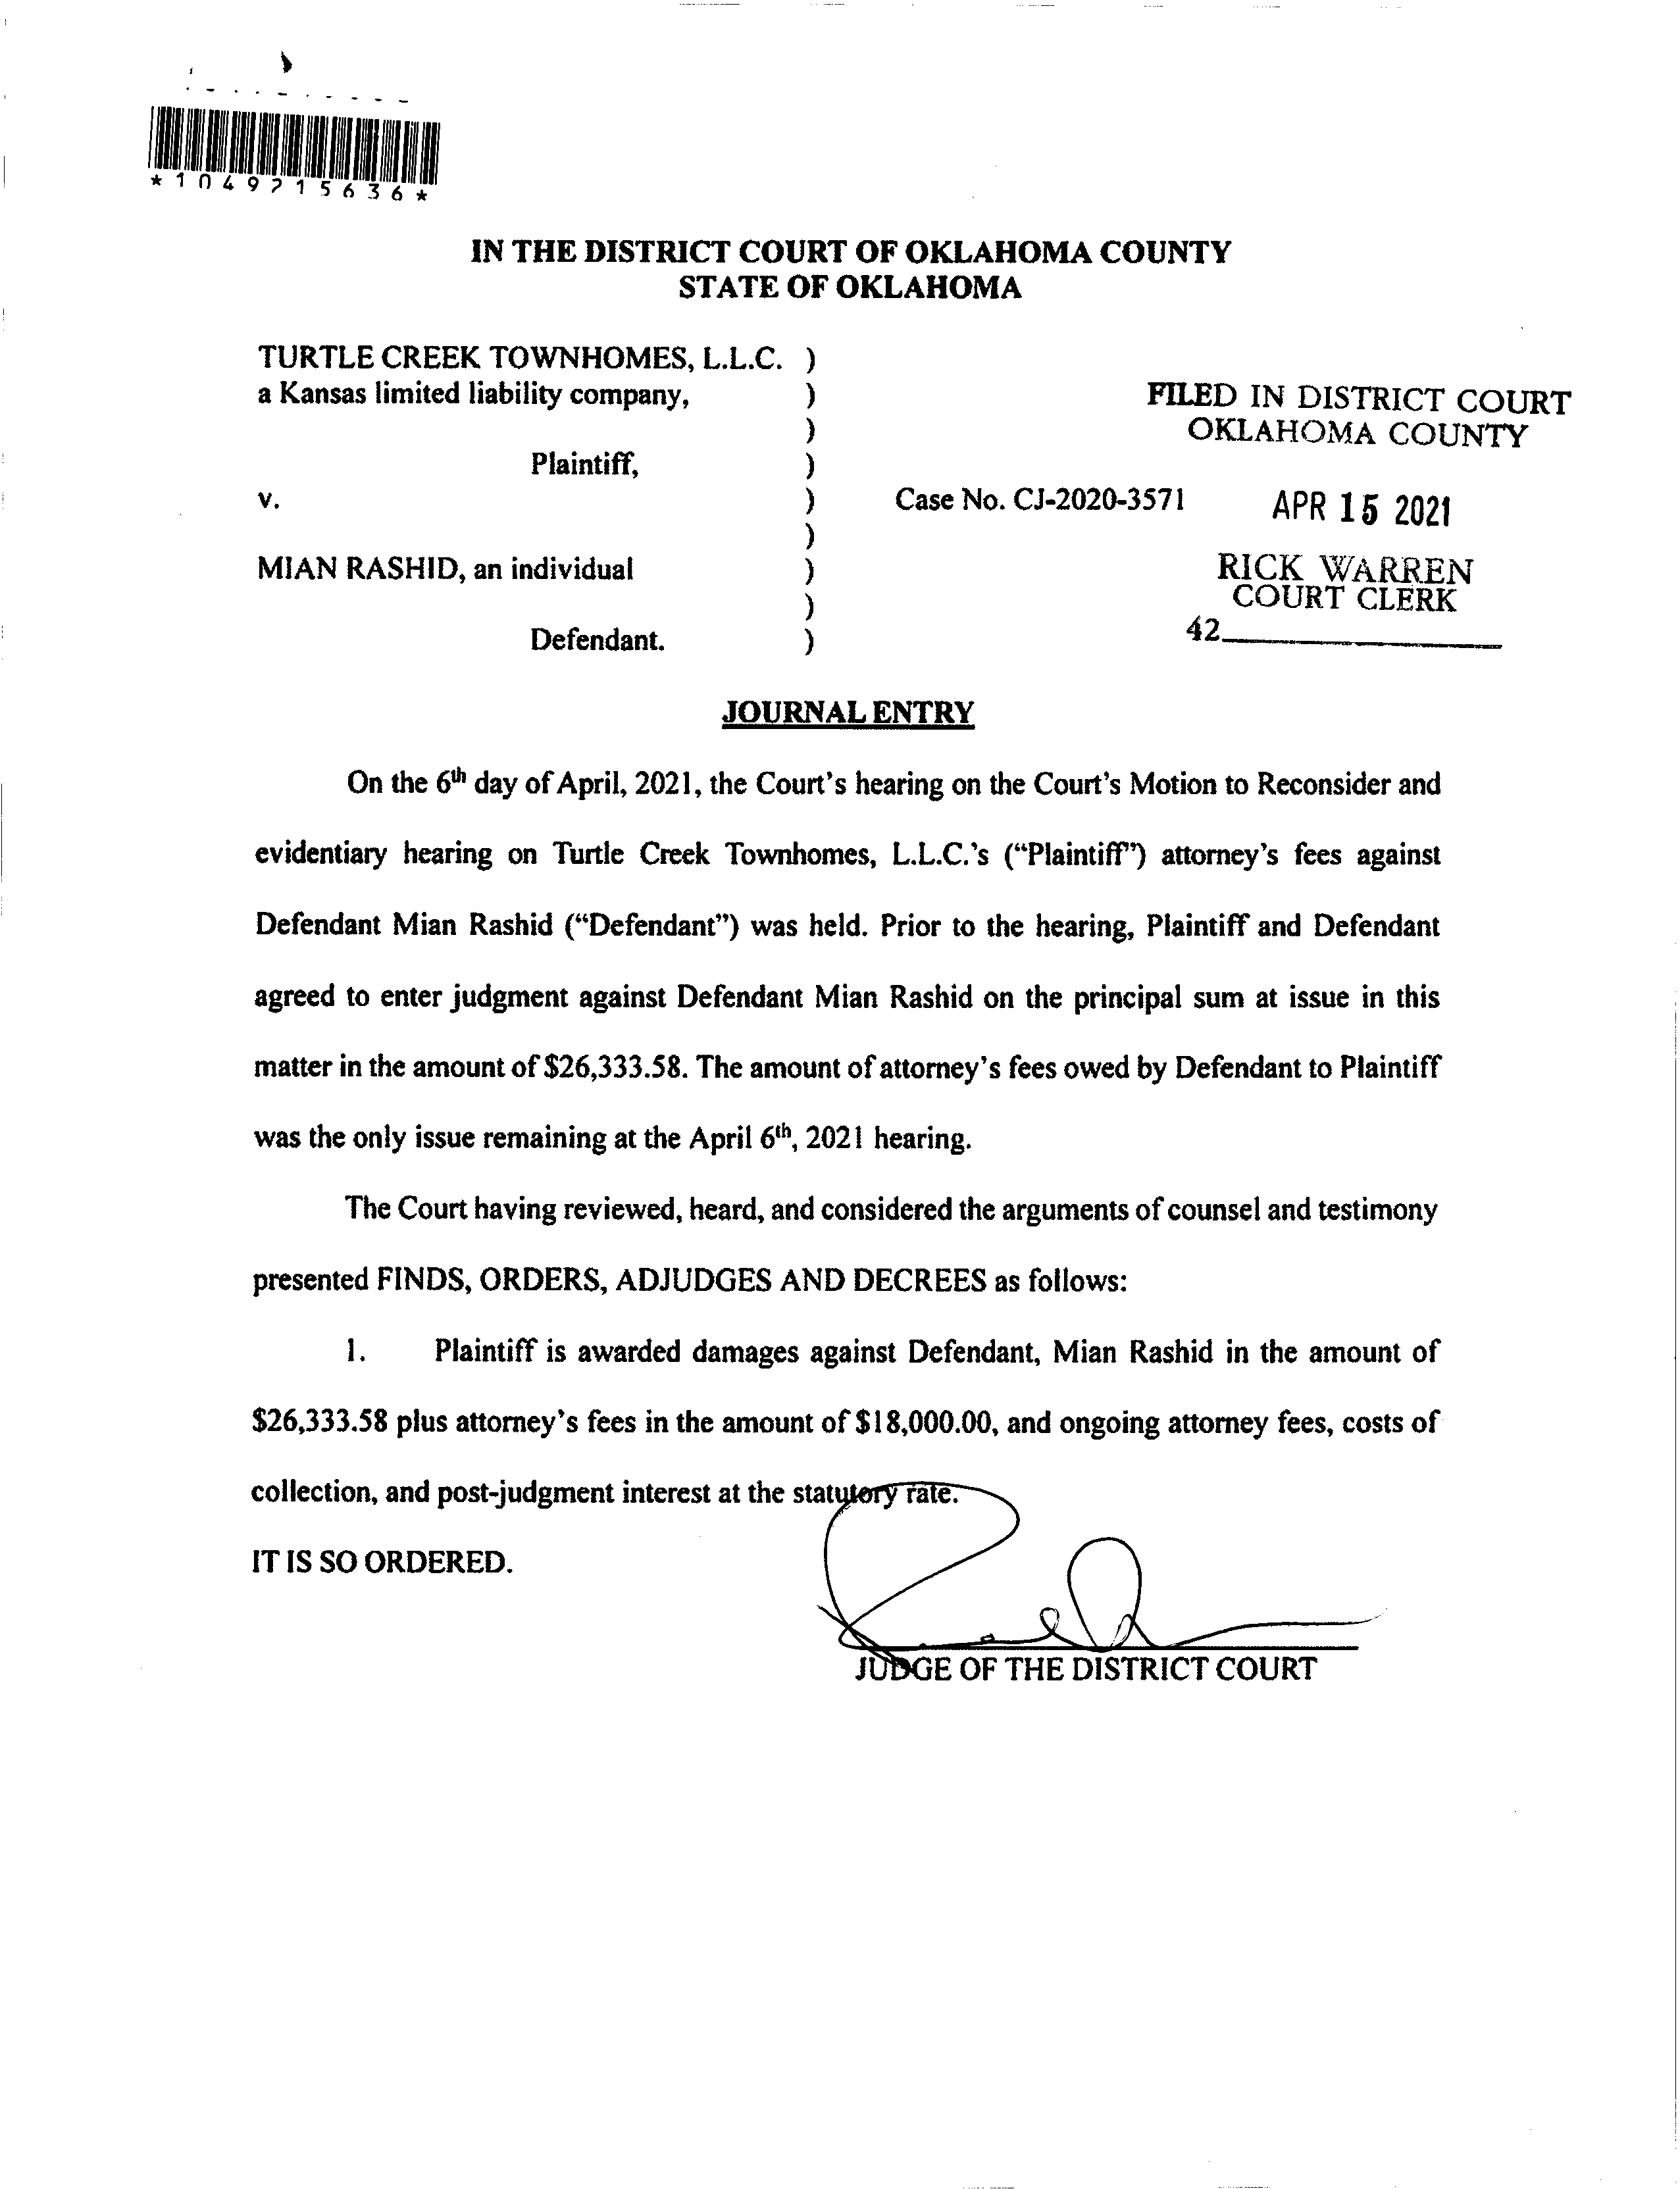 *1049215636*
IN THE DISTRICT COURT OF OKLAHOMA COUNTY
STATE OF OKLAHOMA
TURTLE CREEK TOWNHOMES, L.L.C. )
a Kansas limited liability company, )
)
Plaintiff, )
v. )
)
MIAN RASHID, an individual )
)
Defendant. )
FILED IN DISTRICT COURT
OKLAHOMA COUNTY
Case No. CJ-2020-3571
APR 15 2021
RICK WARREN
COURT CLERK
42
JOURNAL ENTRY
On the 6th day of April, 2021, the Court's hearing on the Court's Motion to Reconsider and
evidentiary hearing on Turtle Creek Townhomes, L.L.C.'s ("Plaintiff") attorney's fees against
Defendant Mian Rashid ("Defendant") was held. Prior to the hearing, Plaintiff and Defendant
agreed to enter judgment against Defendant Mian Rashid on the principal sum at issue in this
matter in the amount of $26,333.58. The amount of attorney's fees owed by Defendant to Plaintiff
was the only issue remaining at the April 6th, 2021 hearing.
The Court having reviewed, heard, and considered the arguments of counsel and testimony
presented FINDS, ORDERS, ADJUDGES AND DECREES as follows:
1. Plaintiff is awarded damages against Defendant, Mian Rashid in the amount of
$26,333.58 plus attorney's fees in the amount of $18,000.00, and ongoing attorney fees, costs of
collection, and post-judgment interest at the statutory rate.
IT IS SO ORDERED.
JUDGE OF THE DISTRICT COURT